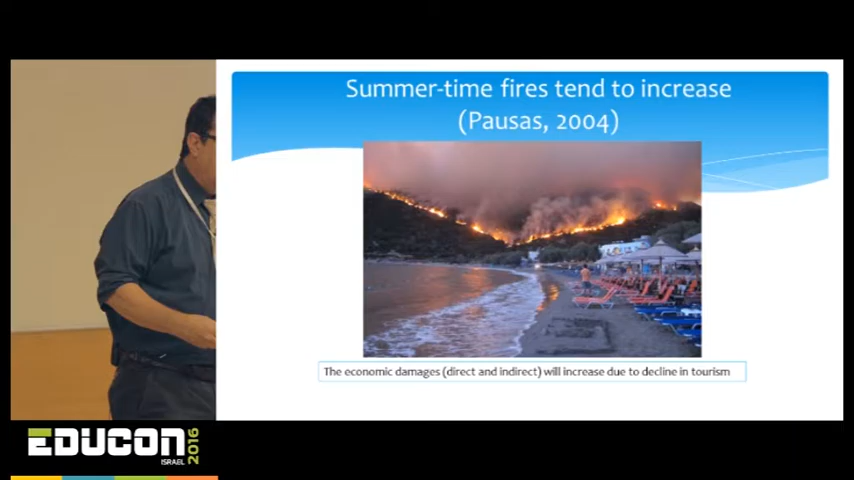 Summer-time fires tend to increase
(Pausas, 2004)
The economic damages (direct and indirect) will increase due to decline in tourism
EDUCON
ISRAEL
2016